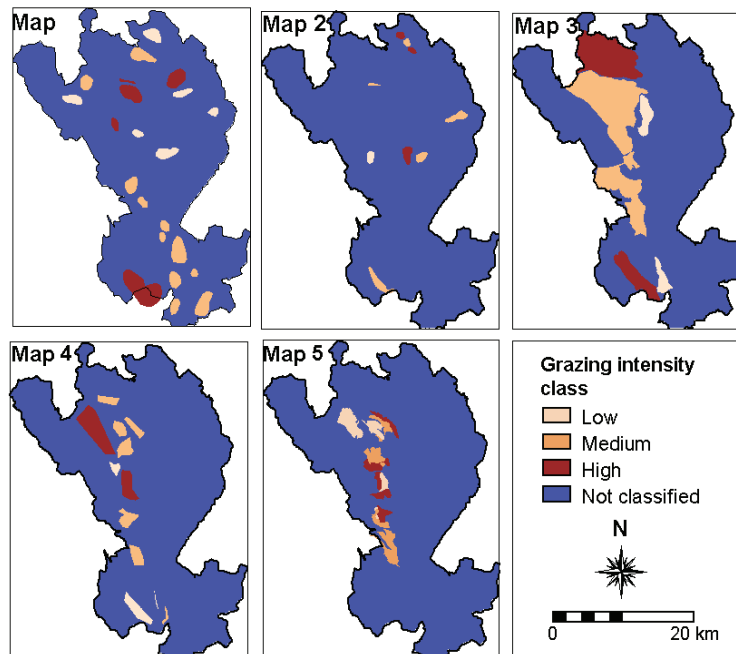 Map
Map 2
Map 3
Map 4
Map 5
Grazing intensity
class
Low
Medium
High
Not classified
N
0 20 km